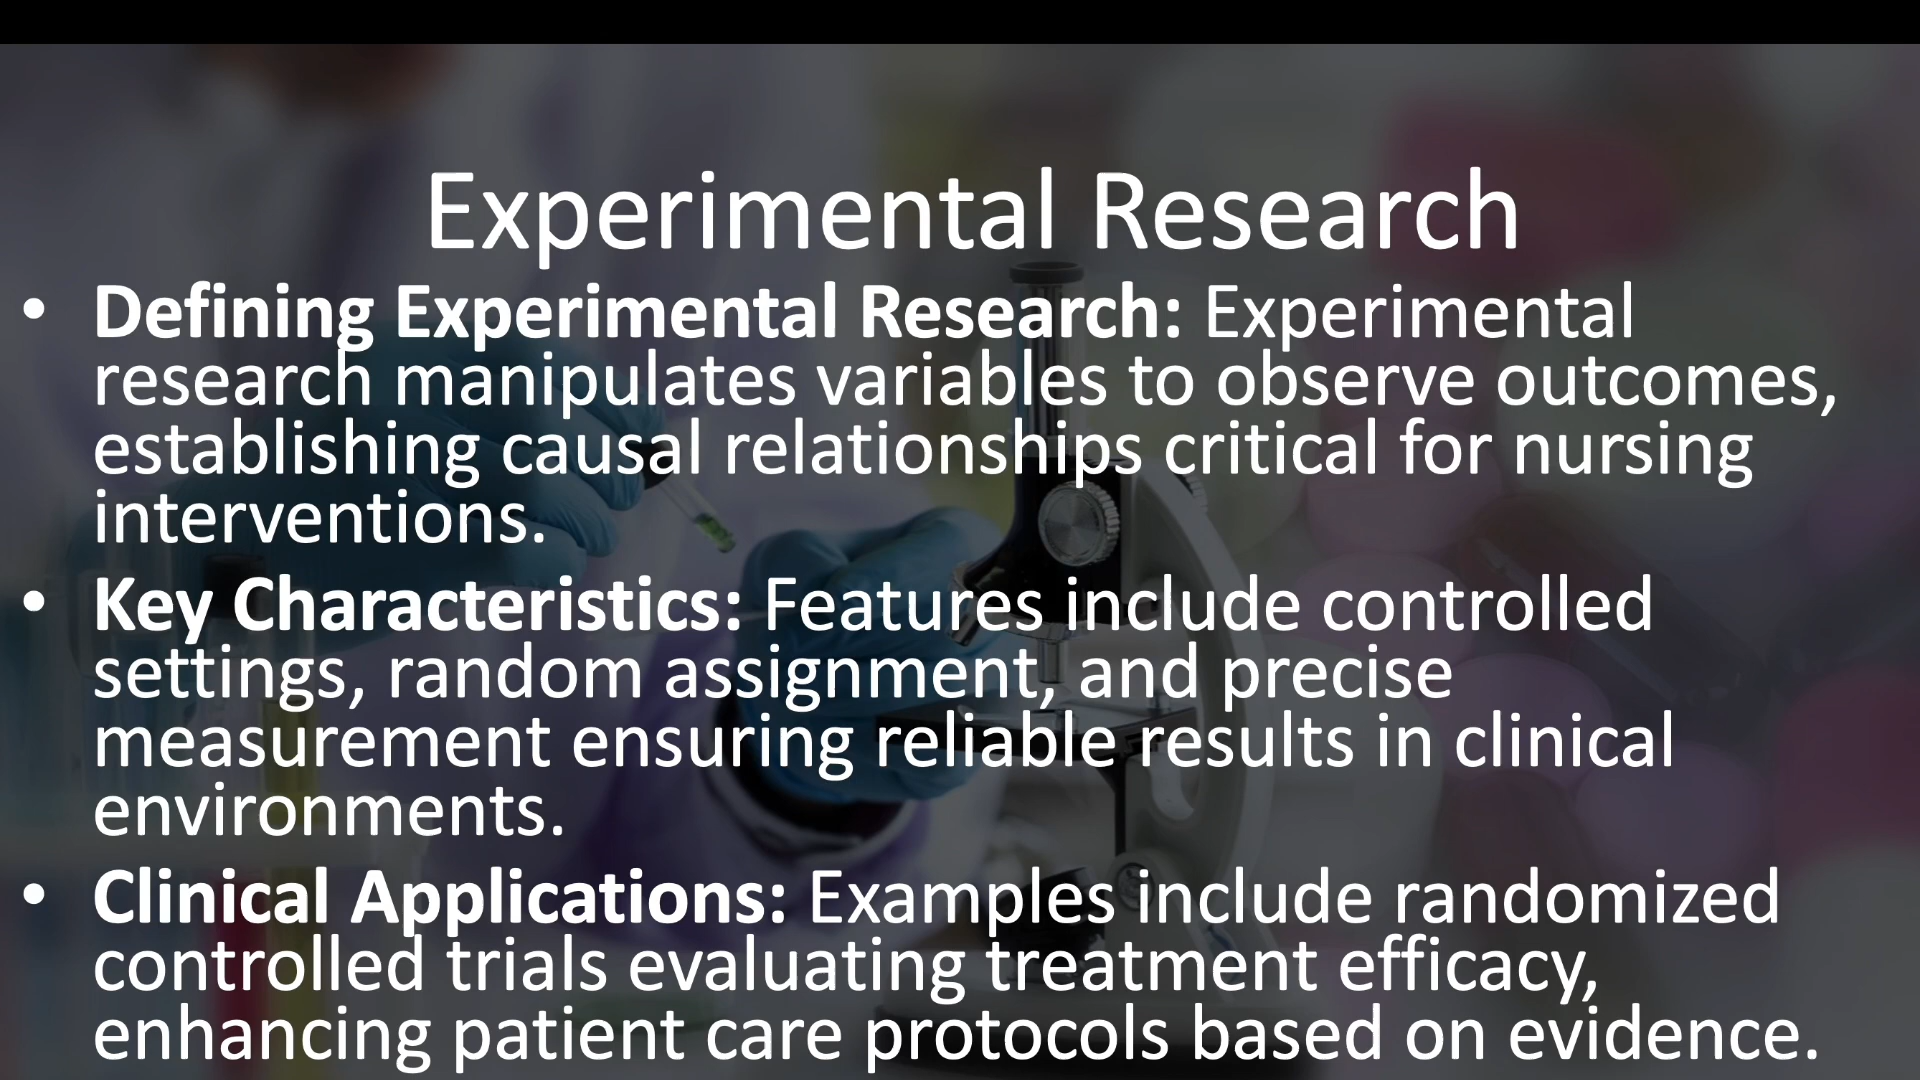 Experimental Research
• Defining Experimental Research: Experimental
research manipulates variables to observe outcomes,
establishing causal relationships critical for nursing
interventions.
• Key Characteristics: Features include controlled
settings, random assignment, and precise
measurement ensuring reliable results in clinical
environments.
• Clinical Applications: Examples include randomized
controlled trials evaluating treatment efficacy,
enhancing patient care protocols based on evidence.